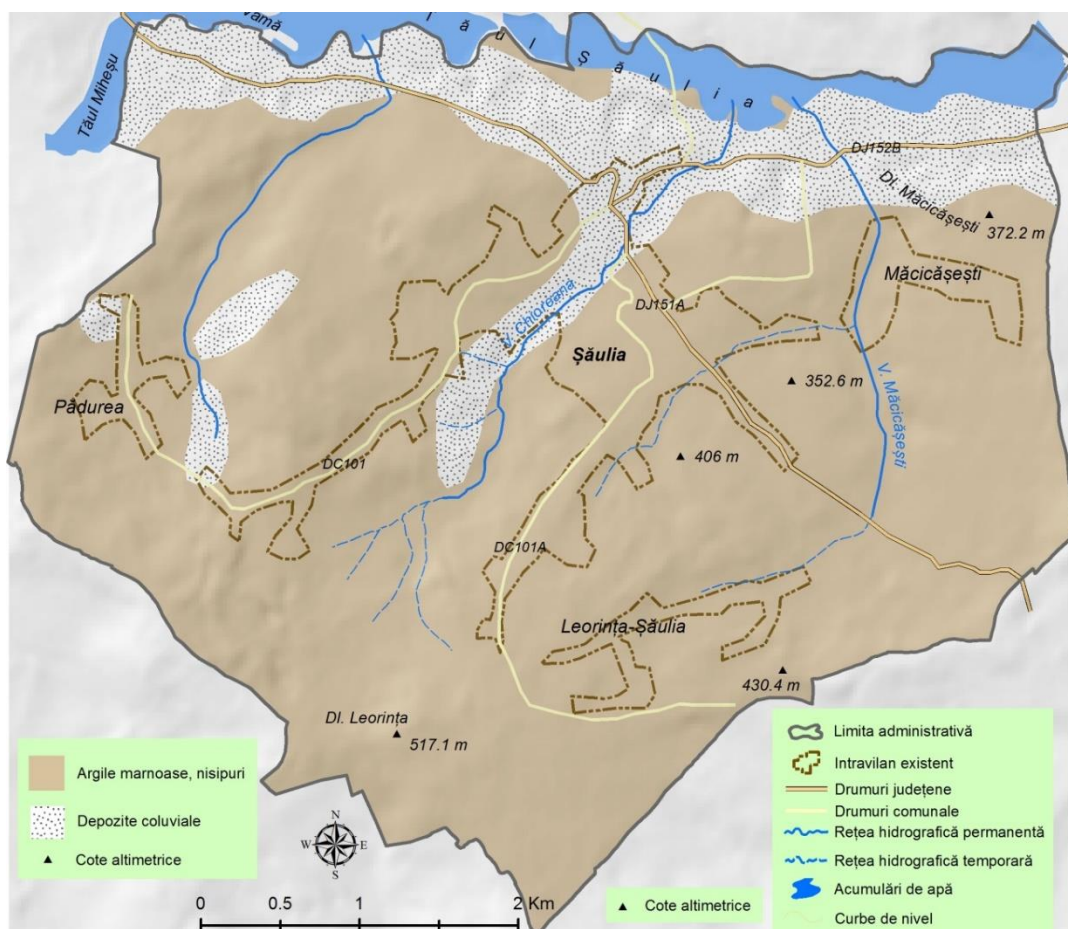 vamă
ăul Șăulia
Tăul Miheșu
DJ152B
Dl. Măcicășești
372.2 m
Măcicășești
V. Chioreana
DJ151A
Șăulia
352.6 m
V. Măcicășești
Pădurea
406 m
DC101
DC101A
Leorința-Șăulia
430.4 m
Dl. Leorința
517.1 m
Argile marnoase, nisipuri
Depozite coluviale
Cote altimetrice
N
W E
S
0 0.5 1 2 Km
Cote altimetrice
Limita administrativă
Intravilan existent
Drumuri județene
Drumuri comunale
Rețea hidrografică permanentă
Rețea hidrografică temporară
Acumulări de apă
Curbe de nivel